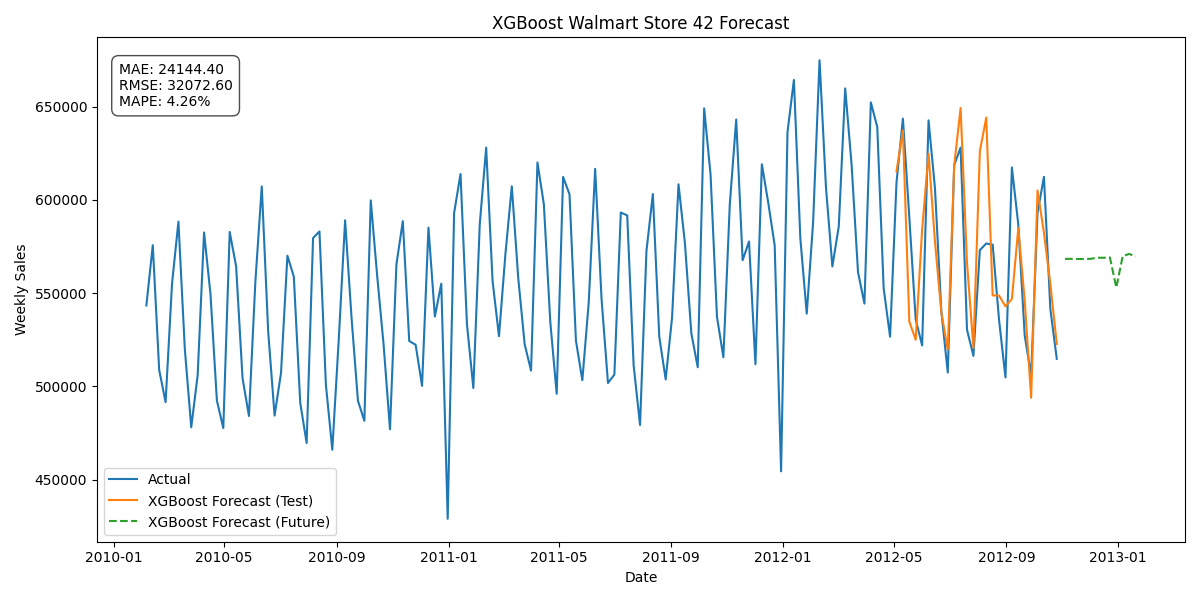 XGBoost Walmart Store 42 Forecast
MAE: 24144.40
RMSE: 32072.60
MAPE: 4.26%
Weekly Sales
650000
600000
550000
500000
450000
Actual
XGBoost Forecast (Test)
XGBoost Forecast (Future)
2010-01 2010-05 2010-09 2011-01 2011-05 2011-09 2012-01 2012-05 2012-09 2013-01
Date